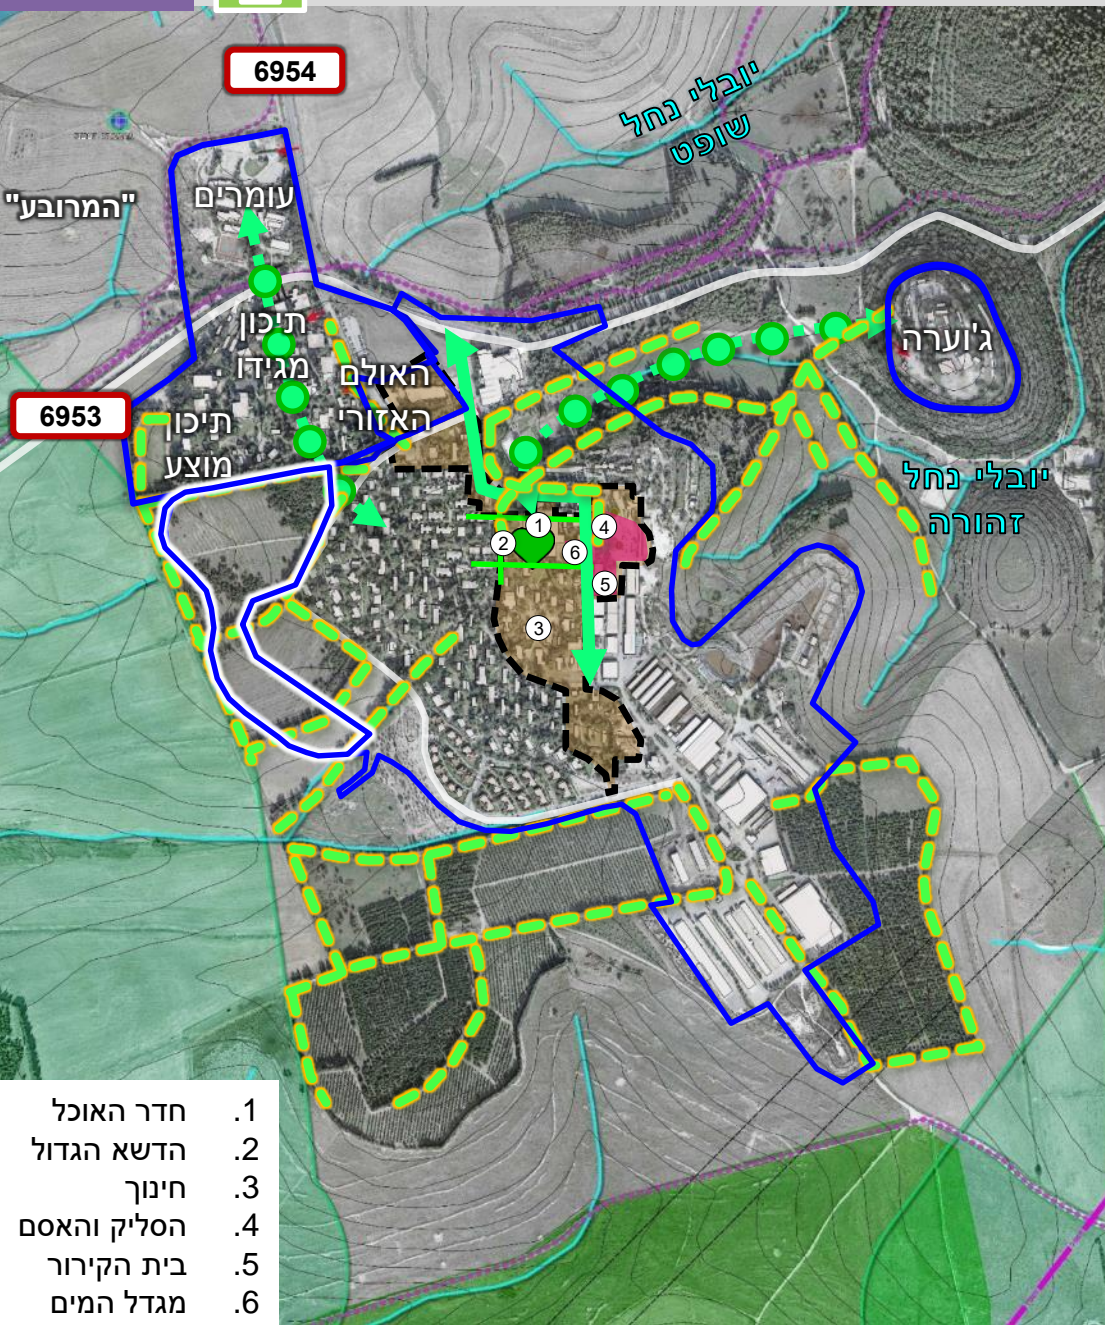 6954
יובלי נחל
שופט
עומרים
"המרובע"
תיכון
מגידו
ג'וערה
האולם
האזורי
6953
תיכון
מוצע
יובלי נחל
זהורה
1
2
6
4
5
3
1. חדר האוכל
2. הדשא הגדול
3. חינוך
4. הסליק והאסם
5. בית הקירור
6. מגדל המים